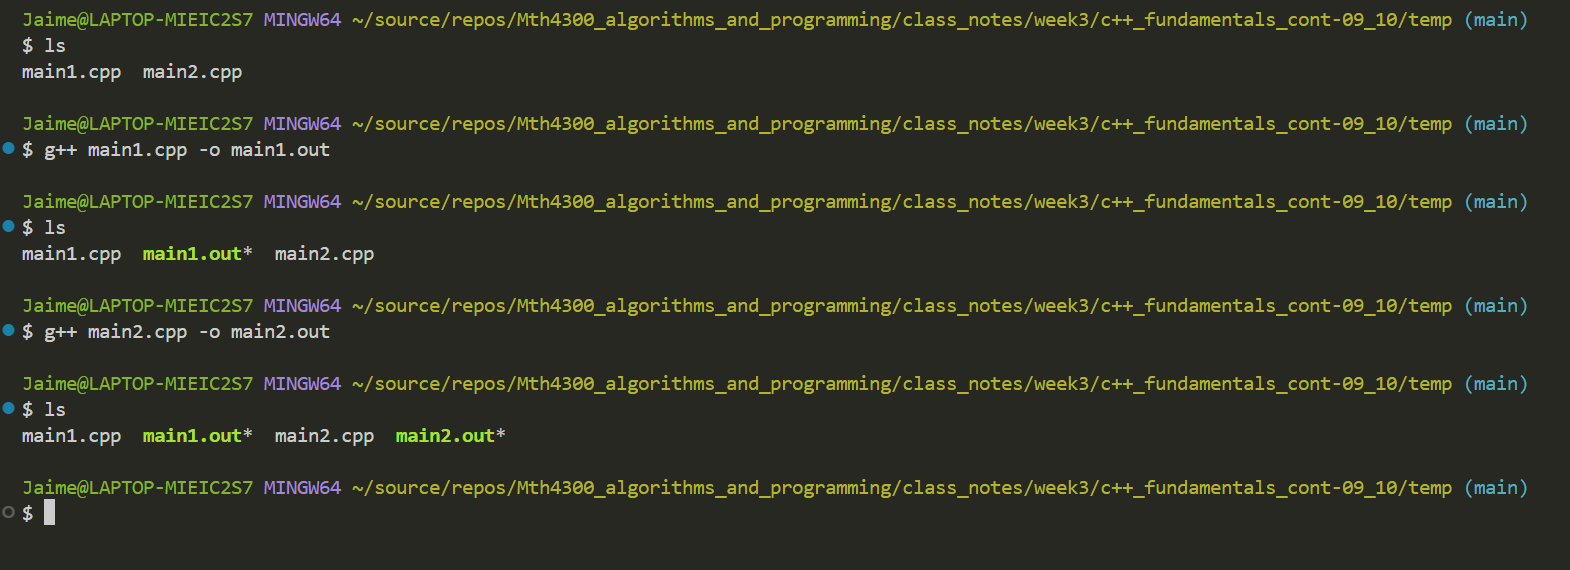 Jaime@LAPTOP-MIEIC2S7 MINGW64 ~/source/repos/Mth4300_algorithms_and_programming/class_notes/week3/c++_fundamentals_cont-09_10/temp (main)
$ ls
main1.cpp  main2.cpp
Jaime@LAPTOP-MIEIC2S7 MINGW64 ~/source/repos/Mth4300_algorithms_and_programming/class_notes/week3/c++_fundamentals_cont-09_10/temp (main)
$ g++ main1.cpp -o main1.out
Jaime@LAPTOP-MIEIC2S7 MINGW64 ~/source/repos/Mth4300_algorithms_and_programming/class_notes/week3/c++_fundamentals_cont-09_10/temp (main)
$ ls
main1.cpp  main1.out*  main2.cpp
Jaime@LAPTOP-MIEIC2S7 MINGW64 ~/source/repos/Mth4300_algorithms_and_programming/class_notes/week3/c++_fundamentals_cont-09_10/temp (main)
$ g++ main2.cpp -o main2.out
Jaime@LAPTOP-MIEIC2S7 MINGW64 ~/source/repos/Mth4300_algorithms_and_programming/class_notes/week3/c++_fundamentals_cont-09_10/temp (main)
$ ls
main1.cpp  main1.out*  main2.cpp  main2.out*
Jaime@LAPTOP-MIEIC2S7 MINGW64 ~/source/repos/Mth4300_algorithms_and_programming/class_notes/week3/c++_fundamentals_cont-09_10/temp (main)
$